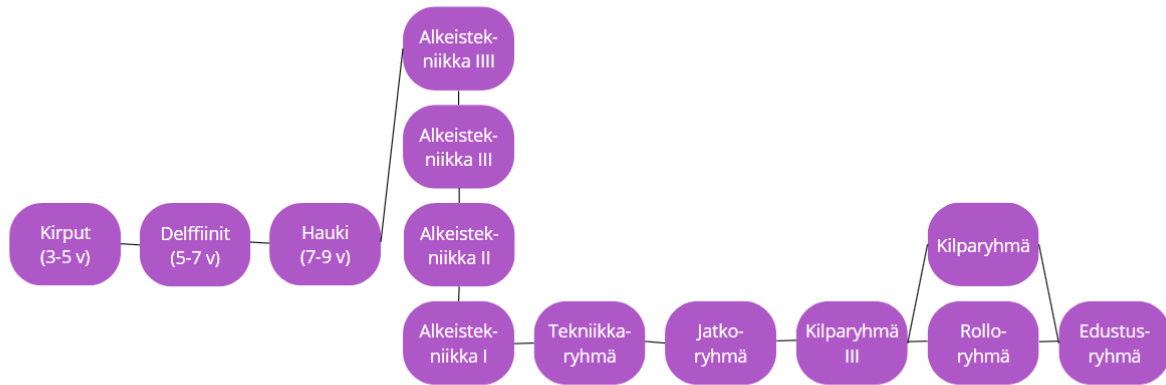 Alkeistek-
niikka IIII
Alkeistek-
niikka III
Kirput
(3-5 v)
Delffiinit
(5-7 v)
Hauki
(7-9 v)
Alkeistek-
niikka II
Kilparyhmä
Alkeistek-
niikka I
Tekniikka-
ryhmä
Jatko-
ryhmä
Kilparyhmä
III
Rollo-
ryhmä
Edustus-
ryhmä